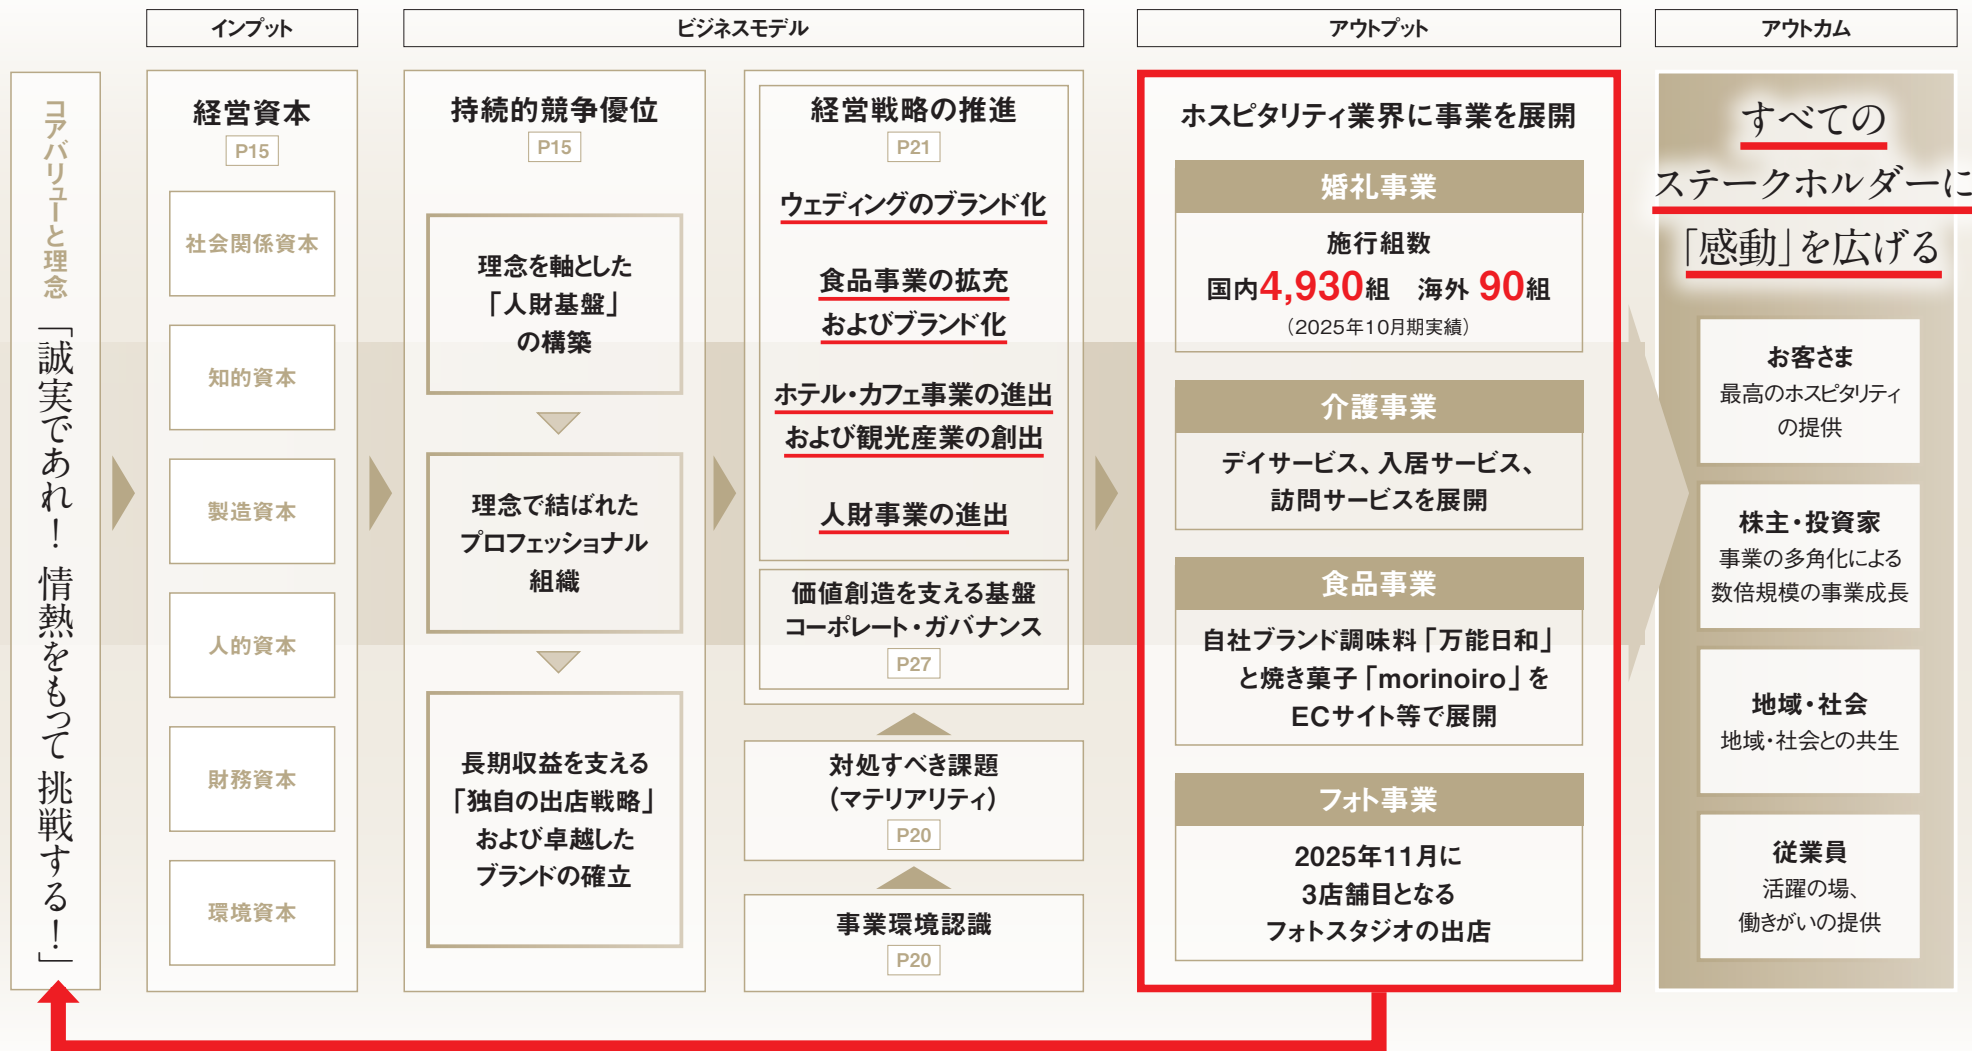 インプット
ビジネスモデル
アウトプット
アウトカム
コアバリューと理念
「誠実であれ！ 情熱をもって 挑戦する！」
経営資本
P15
社会関係資本
知的資本
製造資本
人的資本
財務資本
環境資本
持続的競争優位
P15
理念を軸とした
「人財基盤」
の構築
理念で結ばれた
プロフェッショナル
組織
長期収益を支える
「独自の出店戦略」
および卓越した
ブランドの確立
経営戦略の推進
P21
ウェディングのブランド化
食品事業の拡充
およびブランド化
ホテル・カフェ事業の進出
および観光産業の創出
人財事業の進出
価値創造を支える基盤
コーポレート・ガバナンス
P27
対処すべき課題
（マテリアリティ）
P20
事業環境認識
P20
ホスピタリティ業界に事業を展開
婚礼事業
施行組数
国内4,930組 海外 90組
（2025年10月期実績）
介護事業
デイサービス、入居サービス、
訪問サービスを展開
食品事業
自社ブランド調味料「万能日和」
と焼き菓子「morinoiro」を
ECサイト等で展開
フォト事業
2025年11月に
3店舗目となる
フォトスタジオの出店
すべての
ステークホルダーに
「感動」を広げる
お客さま
最高のホスピタリティ
の提供
株主・投資家
事業の多角化による
数倍規模の事業成長
地域・社会
地域・社会との共生
従業員
活躍の場、
働きがいの提供